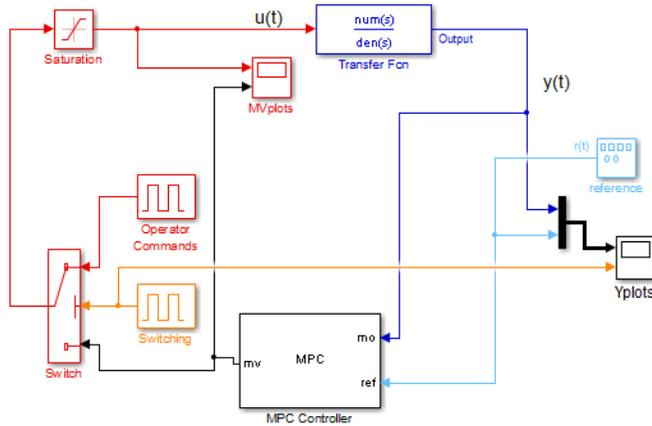 u(t)
num(s)
den(s)
Output
Saturation
Transfer Fcn
MVplots
y(t)
r(t)
reference
Operator
Commands
Yplots
Switching
Switch
mv
MPC
mo
ref
MPC Controller